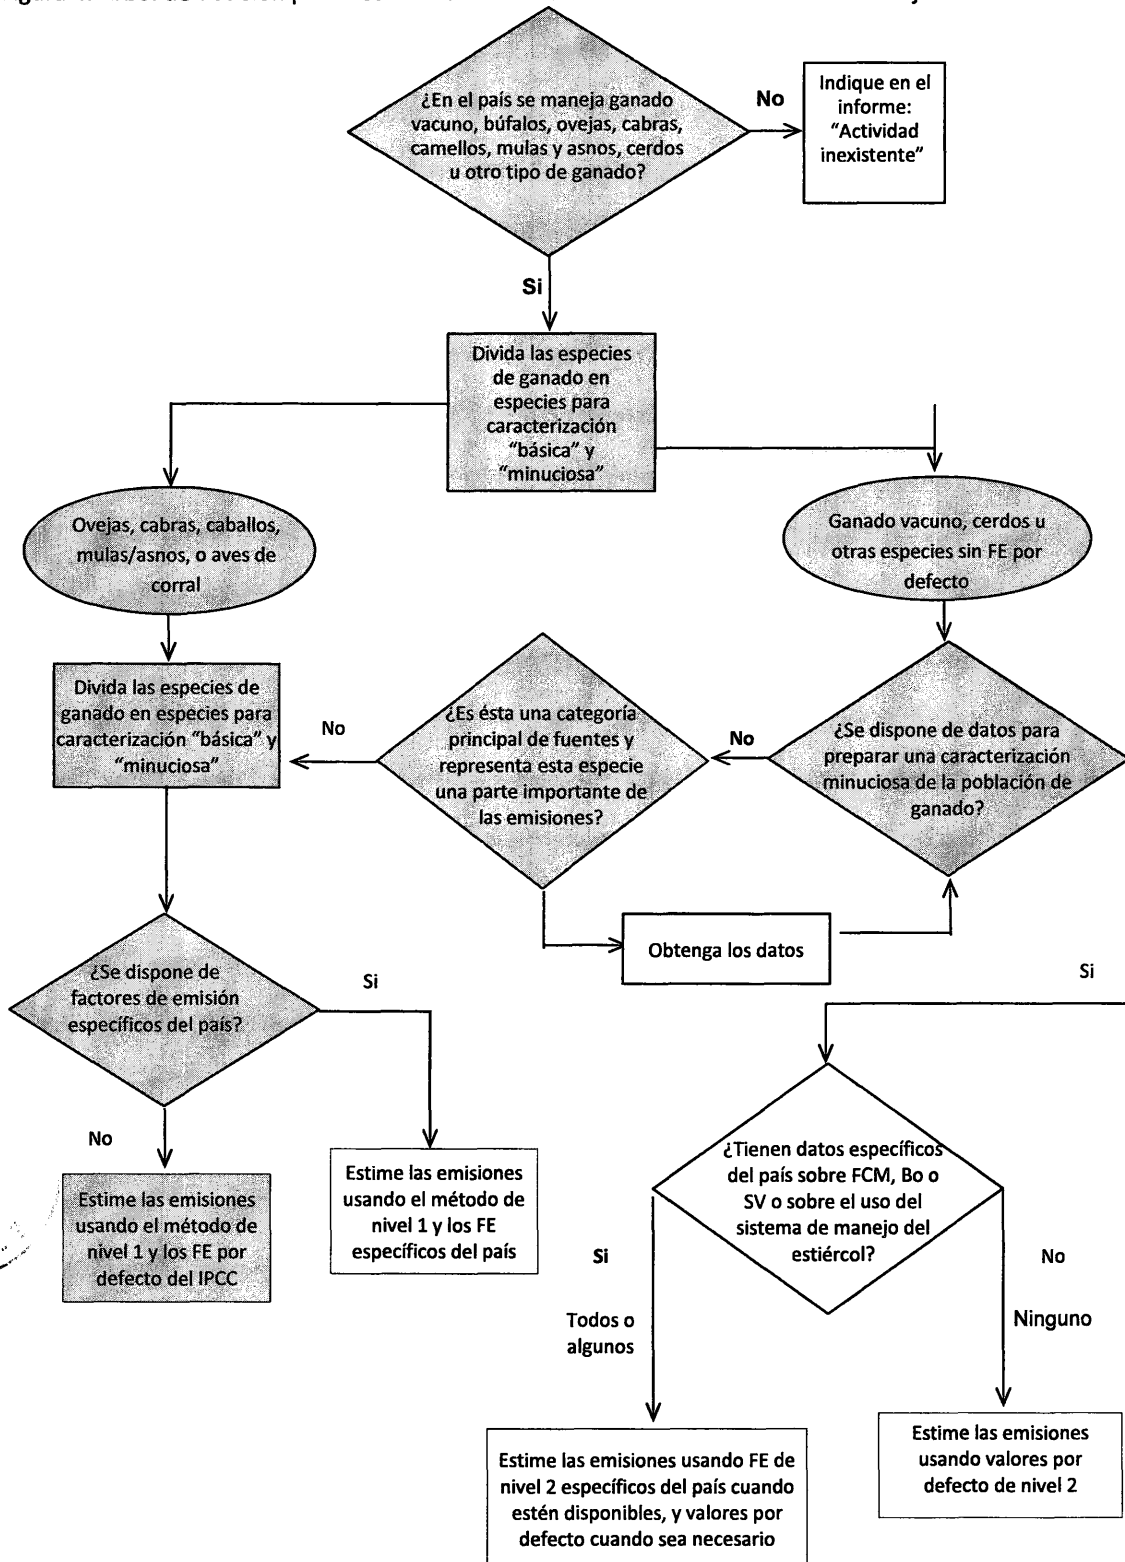 ¿En el país se maneja ganado
vacuno, búfalos, ovejas, cabras,
camellos, mulas y asnos, cerdos
u otro tipo de ganado?
No
Indique en el
informe:
“Actividad
inexistente”
Si
Divida las especies
de ganado en
especies para
caracterización
“básica” y
“minuciosa”
Ovejas, cabras, caballos,
mulas/asnos, o aves de
corral
Ganado vacuno, cerdos u
otras especies sin FE por
defecto
Divida las especies de
ganado en especies para
caracterización “básica” y
“minuciosa”
No
¿Es ésta una categoría
principal de fuentes y
representa esta especie
una parte importante de
las emisiones?
No
¿Se dispone de datos para
preparar una caracterización
minuciosa de la población de
ganado?
Obtenga los datos
Si
¿Se dispone de
factores de emisión
específicos del país?
Si
No
Estime las emisiones
usando el método de
nivel 1 y los FE por
defecto del IPCC
Estime las emisiones
usando el método de
nivel 1 y los FE
específicos del país
¿Tienen datos específicos
del país sobre FCM, Bo o
SV o sobre el uso del
sistema de manejo del
estiércol?
Si
Todos o
algunos
No
Ninguno
Estime las emisiones usando FE de
nivel 2 específicos del país cuando
estén disponibles, y valores por
defecto cuando sea necesario
Estime las emisiones
usando valores por
defecto de nivel 2